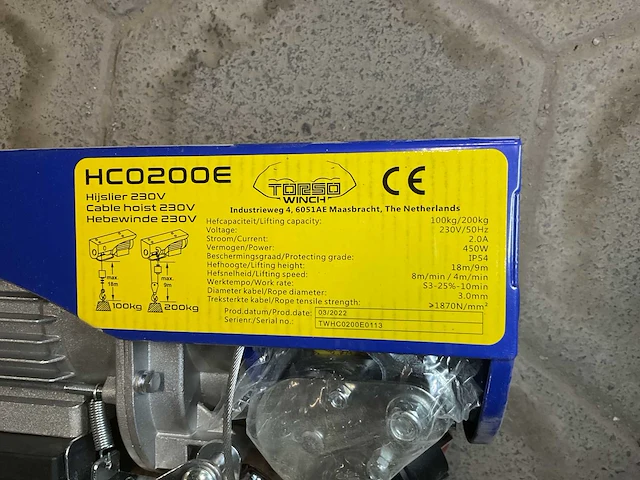 HC0200E
Hijslier 230V
Cable hoist 230V
Hebewinde 230V
max.
18m
100kg
max.
9m
200kg
TORSO
WINCH
CE
Industrieweg 4, 6051AE Maasbracht, The Netherlands
Hefcapaciteit/Lifting capacity: 100kg/200kg
Voltage: 230V/50Hz
Stroom/Current: 2.0A
Vermogen/Power: 450W
Beschermingsgraad/Protecting grade: IP54
Hefhoogte/Lifting height: 18m/9m
Hefsnelheid/Lifting speed: 8m/min / 4m/min
Werktempo/Work rate: S3-25%-10min
Diameter kabel/Rope diameter: 3.0mm
Treksterkte kabel/Rope tensile strength: ≥1870N/mm²
Prod.datum/Prod.date: 03/2022
Serienr./Serial no.: TWHC0200E0113